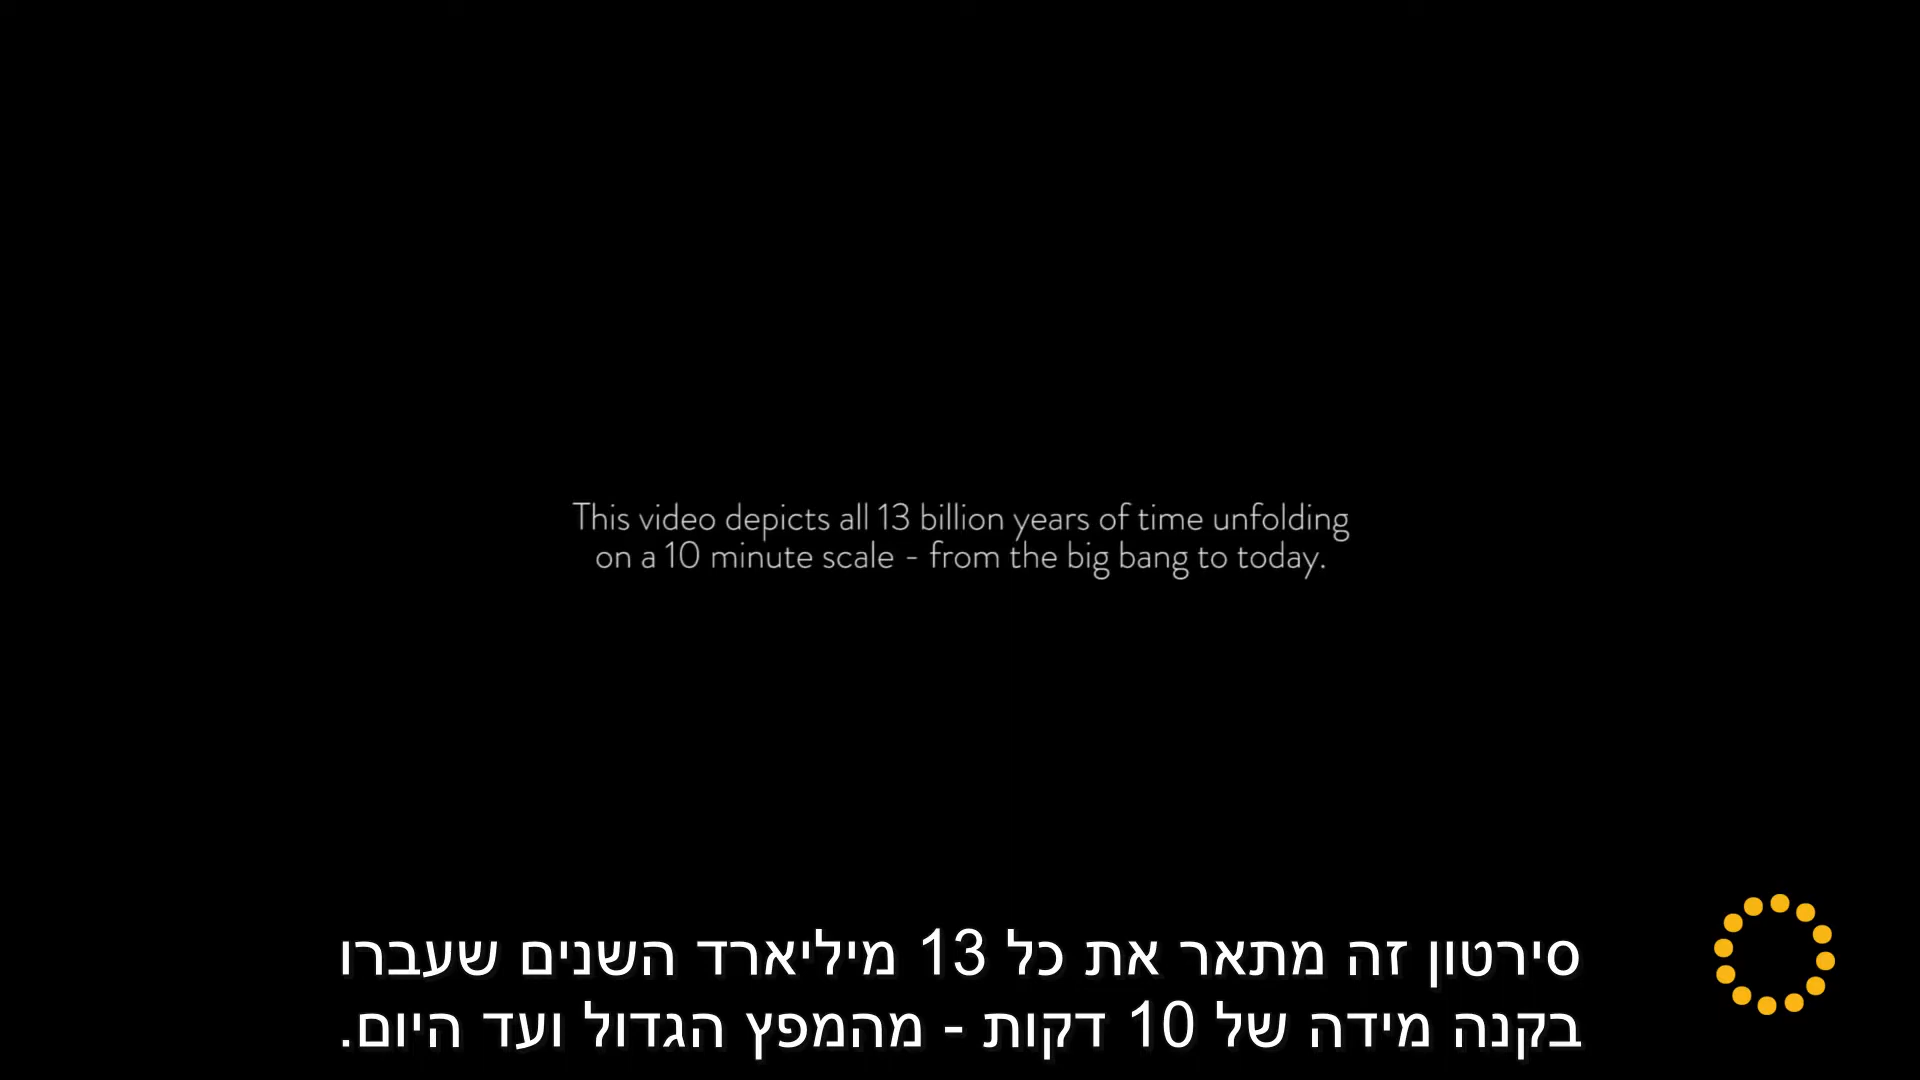 This video depicts all 13 billion years of time unfolding
on a 10 minute scale - from the big bang to today.
סירטון זה מתאר את כל 13 מיליארד השנים שעברו
בקנה מידה של 10 דקות - מהמפץ הגדול ועד היום.